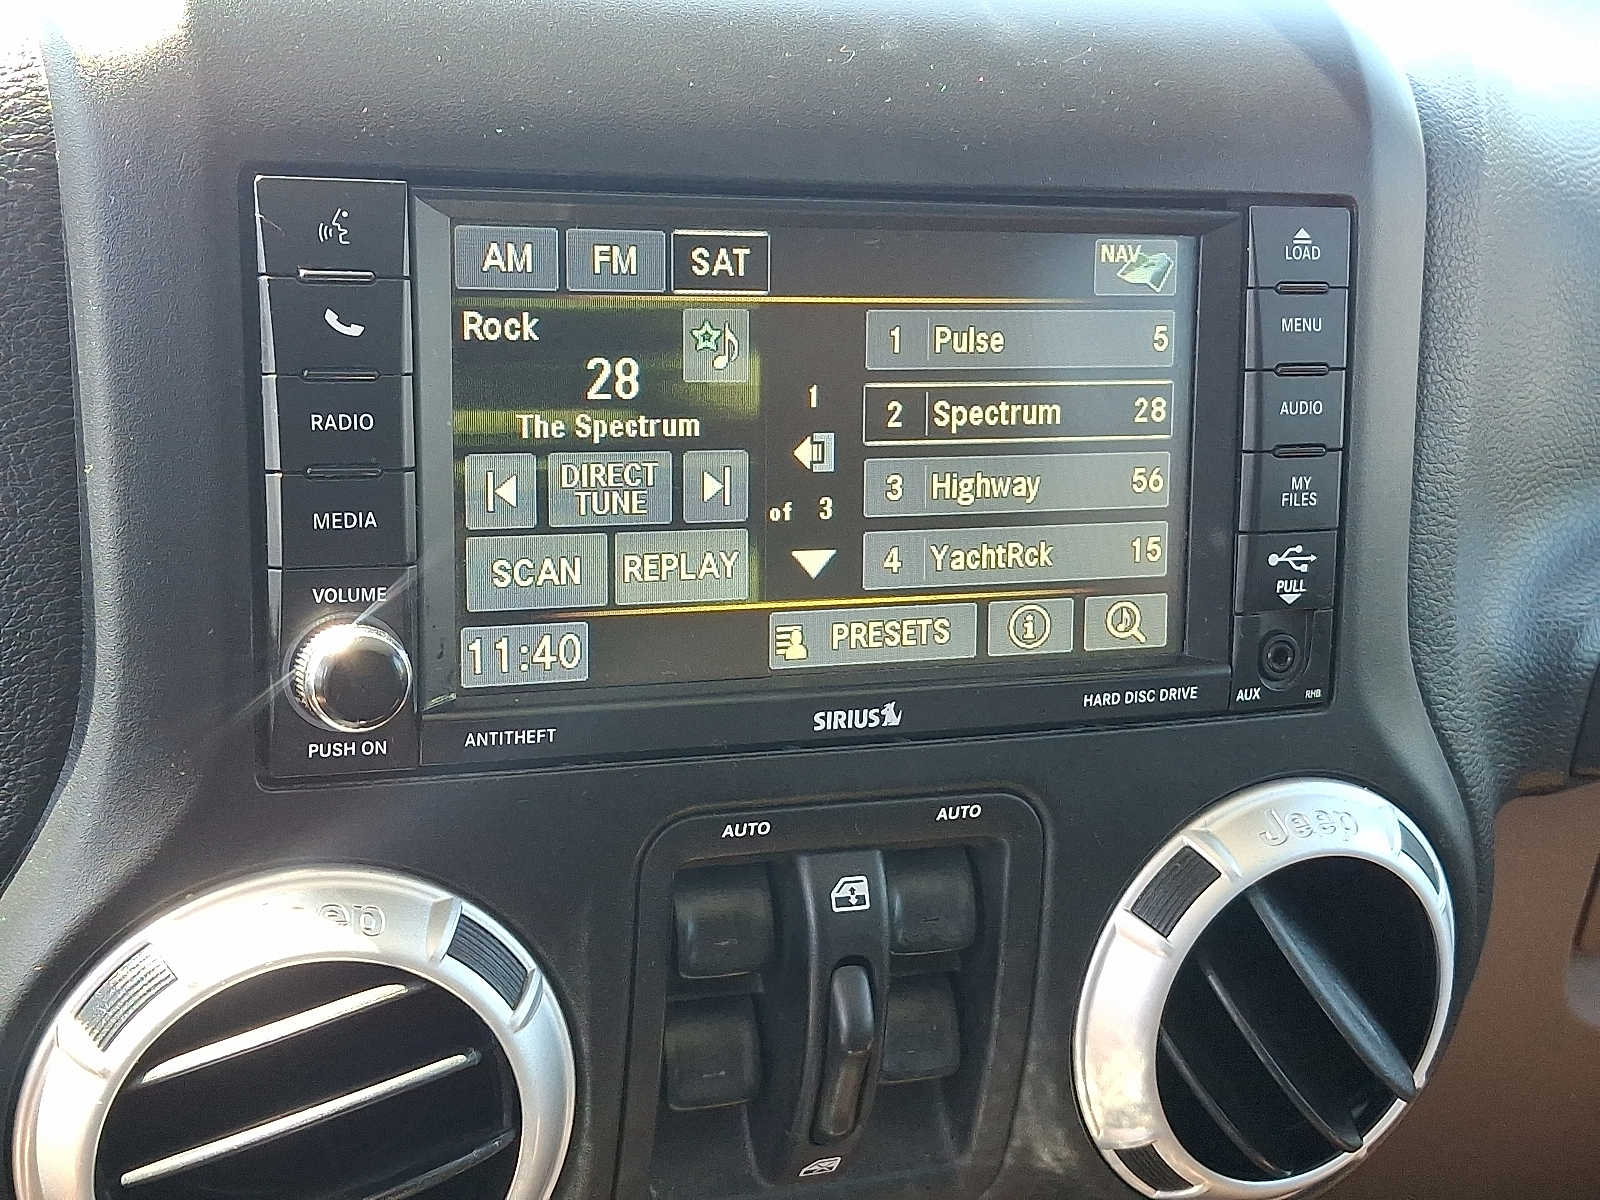 AM FM SAT NAV
Rock
28
The Spectrum
DIRECT
TUNE
SCAN REPLAY
11:40
1
of 3
1 Pulse 5
2 Spectrum 28
3 Highway 56
4 YachtRck 15
PRESETS
RADIO
MEDIA
VOLUME
PUSH ON
LOAD
MENU
AUDIO
MY
FILES
PULL
AUX RHB
ANTITHEFT
SIRIUS
HARD DISC DRIVE
AUTO AUTO
Jeep
Jeep